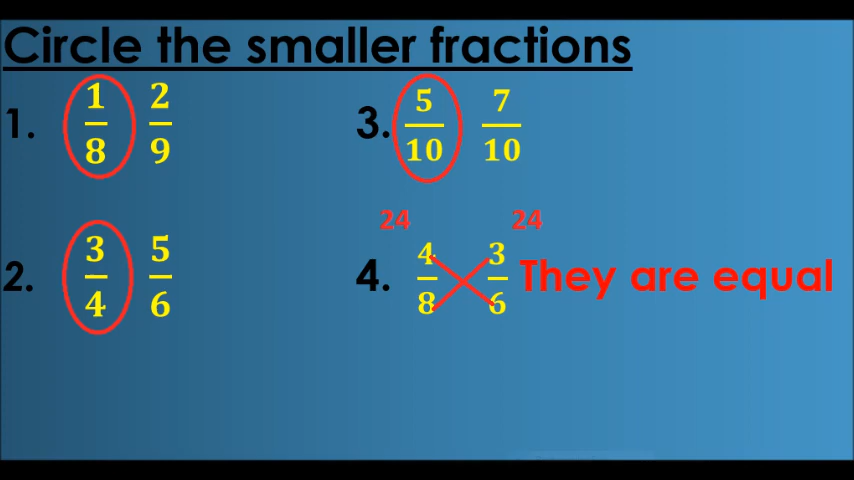 Circle the smaller fractions
1. 1/8 2/9
2. 3/4 5/6
3. 5/10 7/10
24 24
4. 4/8 3/6 They are equal